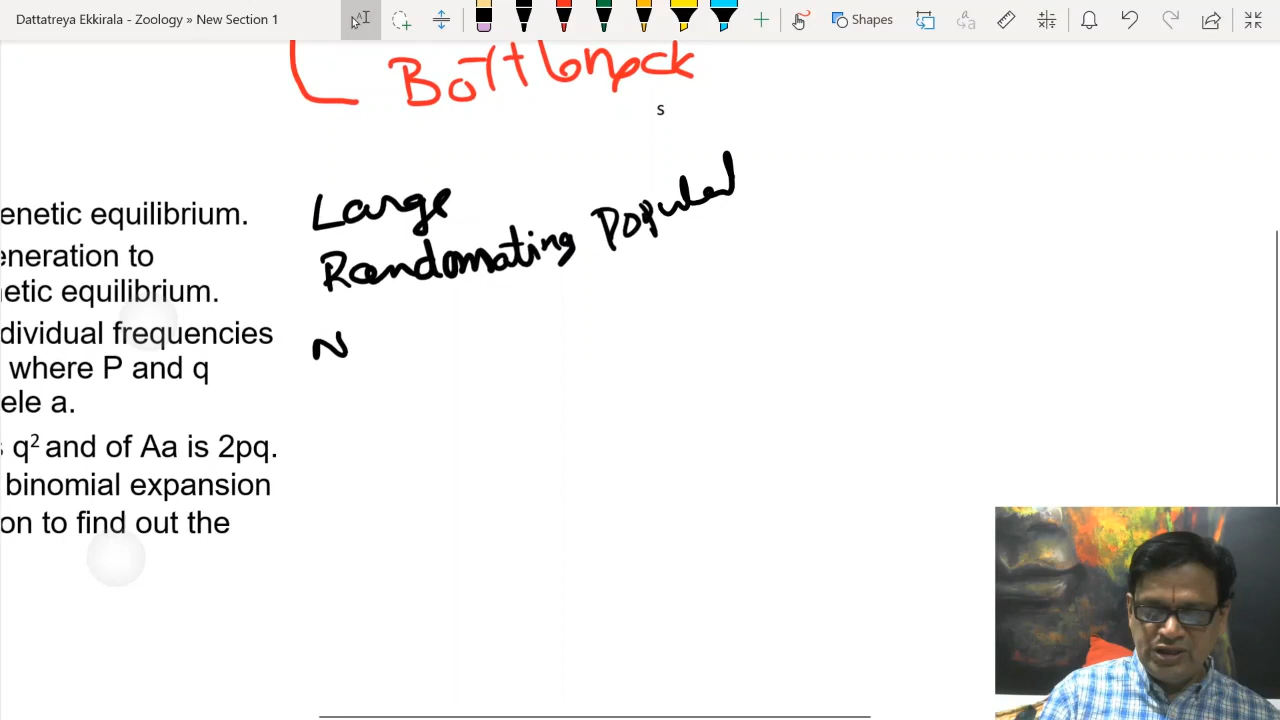 Dattatreya Ekkirala - Zoology » New Section 1
Shapes
Bottleneck
s
enetic equilibrium.
Large
eneration to
Randomating Populat
etic equilibrium.
dividual frequencies
N
where P and q
ele a.
s q² and of Aa is 2pq.
binomial expansion
on to find out the